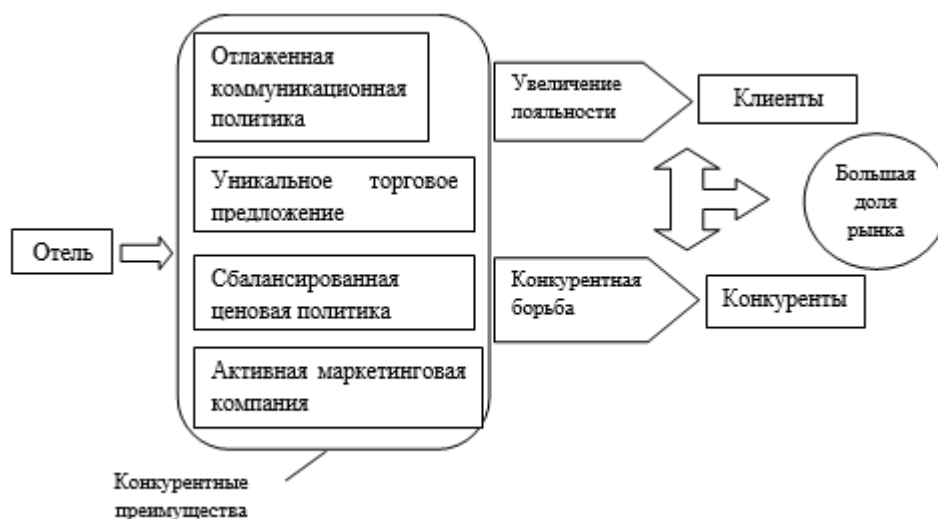 Отель
Отлаженная
коммуникационная
политика
Уникальное торговое
предложение
Сбалансированная
ценовая политика
Активная маркетинговая
компания
Конкурентные
преимущества
Увеличение
лояльности
Клиенты
Конкурентная
борьба
Конкуренты
Большая
доля
рынка